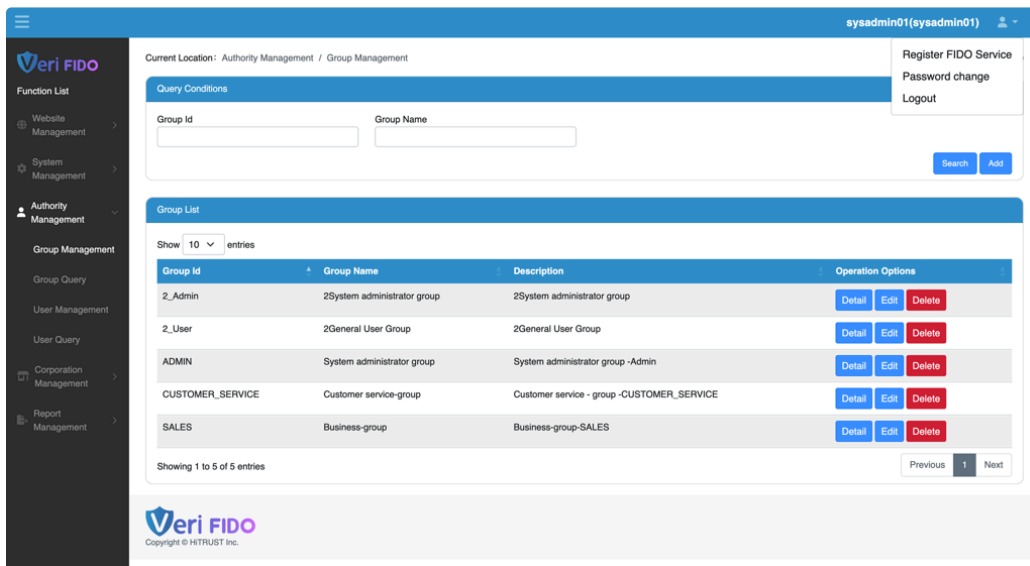 sysadmin01(sysadmin01)
Register FIDO Service
Password change
Logout
Veri FIDO
Function List
Website
Management
System
Management
Authority
Management
Group Management
Group Query
User Management
User Query
Corporation
Management
Report
Management
Current Location: Authority Management / Group Management
Query Conditions
Group Id Group Name
Search Add
Group List
Show 10 entries
Group Id Group Name Description Operation Options
2_Admin 2System administrator group 2System administrator group Detail Edit Delete
2_User 2General User Group 2General User Group Detail Edit Delete
ADMIN System administrator group System administrator group -Admin Detail Edit Delete
CUSTOMER_SERVICE Customer service-group Customer service - group -CUSTOMER_SERVICE Detail Edit Delete
SALES Business-group Business-group-SALES Detail Edit Delete
Showing 1 to 5 of 5 entries Previous 1 Next
Veri FIDO
Copyright © HiTRUST Inc.